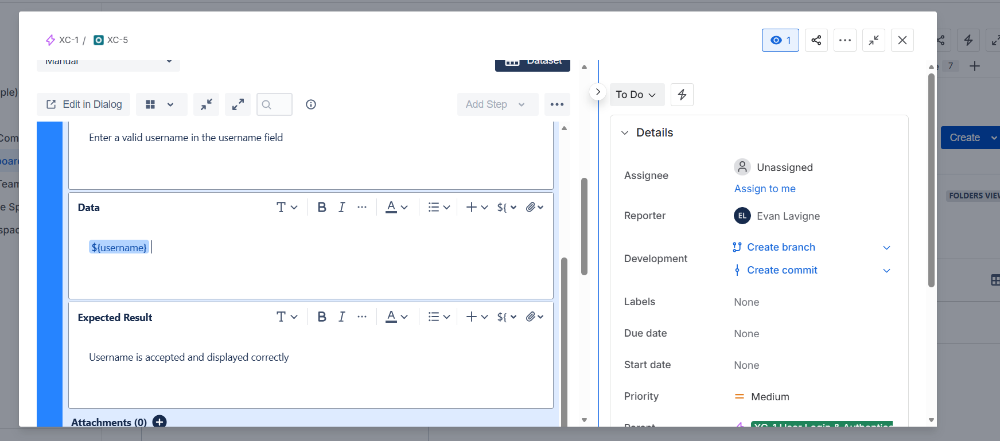 XC-1 / XC-5
1
Manual
Dataset
7
ple)
To Do
Edit in Dialog
Add Step
Details
Enter a valid username in the username field
Com
Create
board
Assignee
Unassigned
Assign to me
Team
FOLDERS VIEW
Data
T
B I
A
${
e Sp
Reporter
EL
Evan Lavigne
spac
${username}
Development
Create branch
Create commit
Labels
None
Expected Result
T
B I
A
${
Due date
None
Username is accepted and displayed correctly
Start date
None
Priority
Medium
Attachments (0)
Parent
XC-1 User Login & Authentic